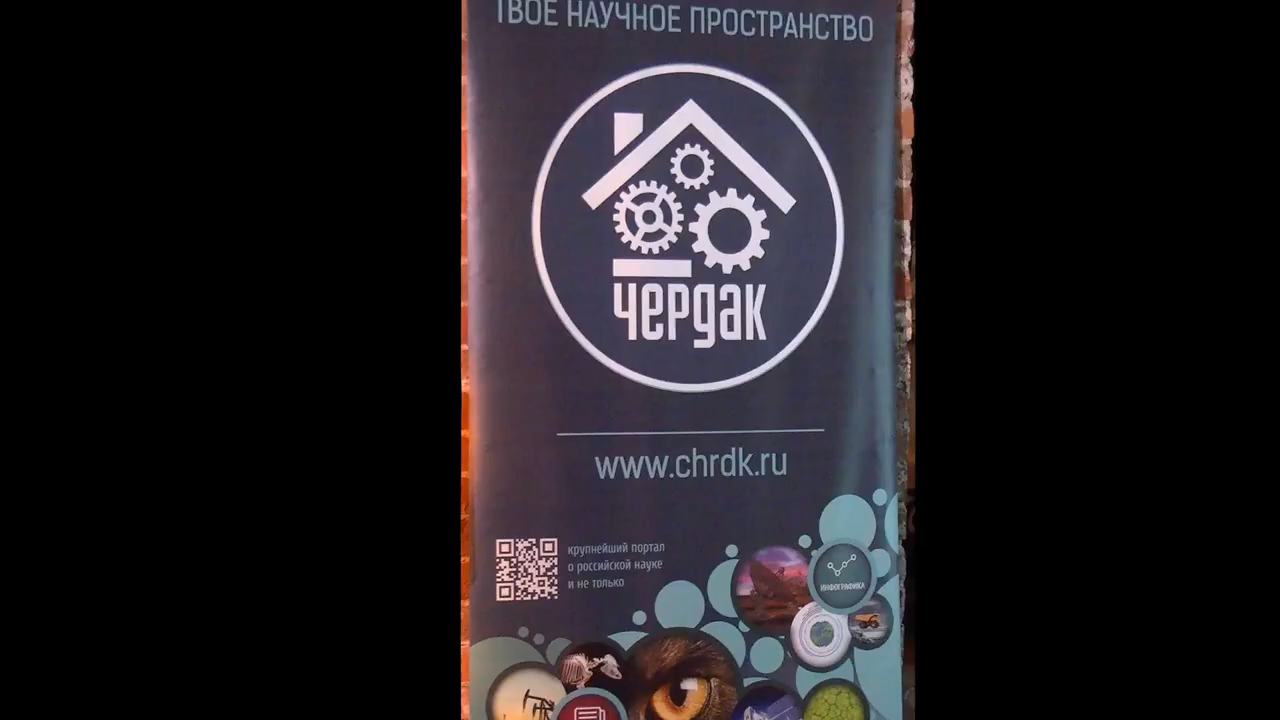 ТВОЕ НАУЧНОЕ ПРОСТРАНСТВО
чердак
www.chrdk.ru
крупнейший портал
о российской науке
и не только
ИНФОГРАФИКА